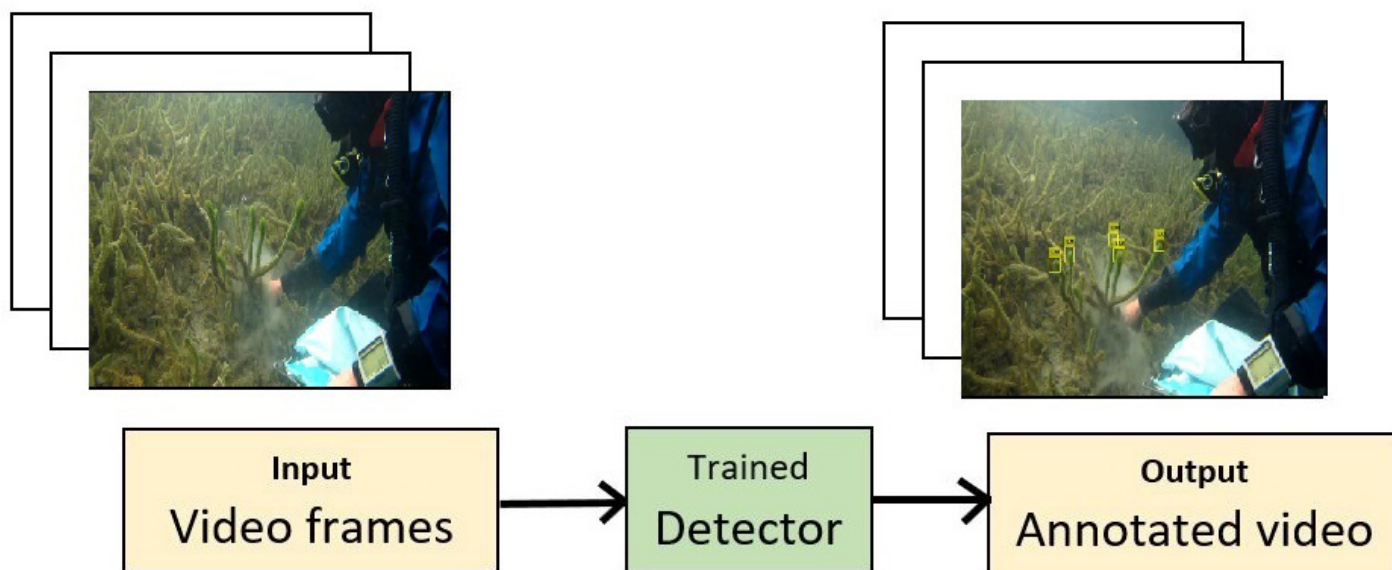 Input
Video frames
Trained
Detector
Output
Annotated video